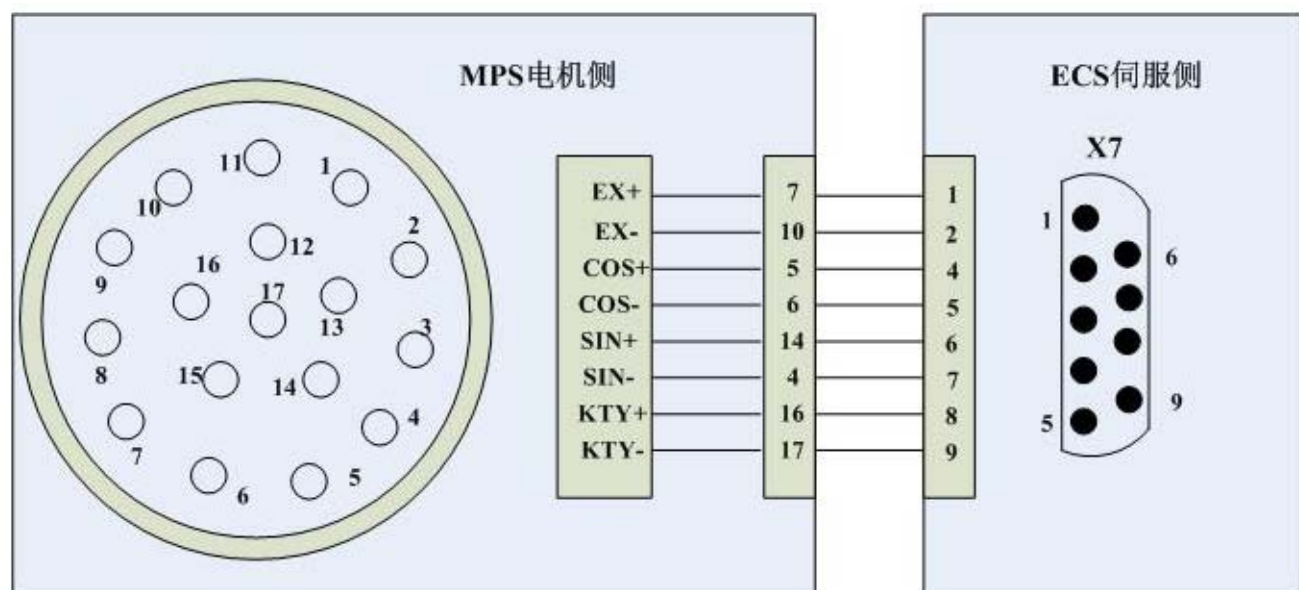 MPS电机侧
ECS伺服侧
X7
11
1
10
2
12
9
16
17
13
3
8
15
14
4
7
6
5
EX+ 7 1
EX- 10 2
COS+ 5 4
COS- 6 5
SIN+ 14 6
SIN- 4 7
KTY+ 16 8
KTY- 17 9
1
6
5
9